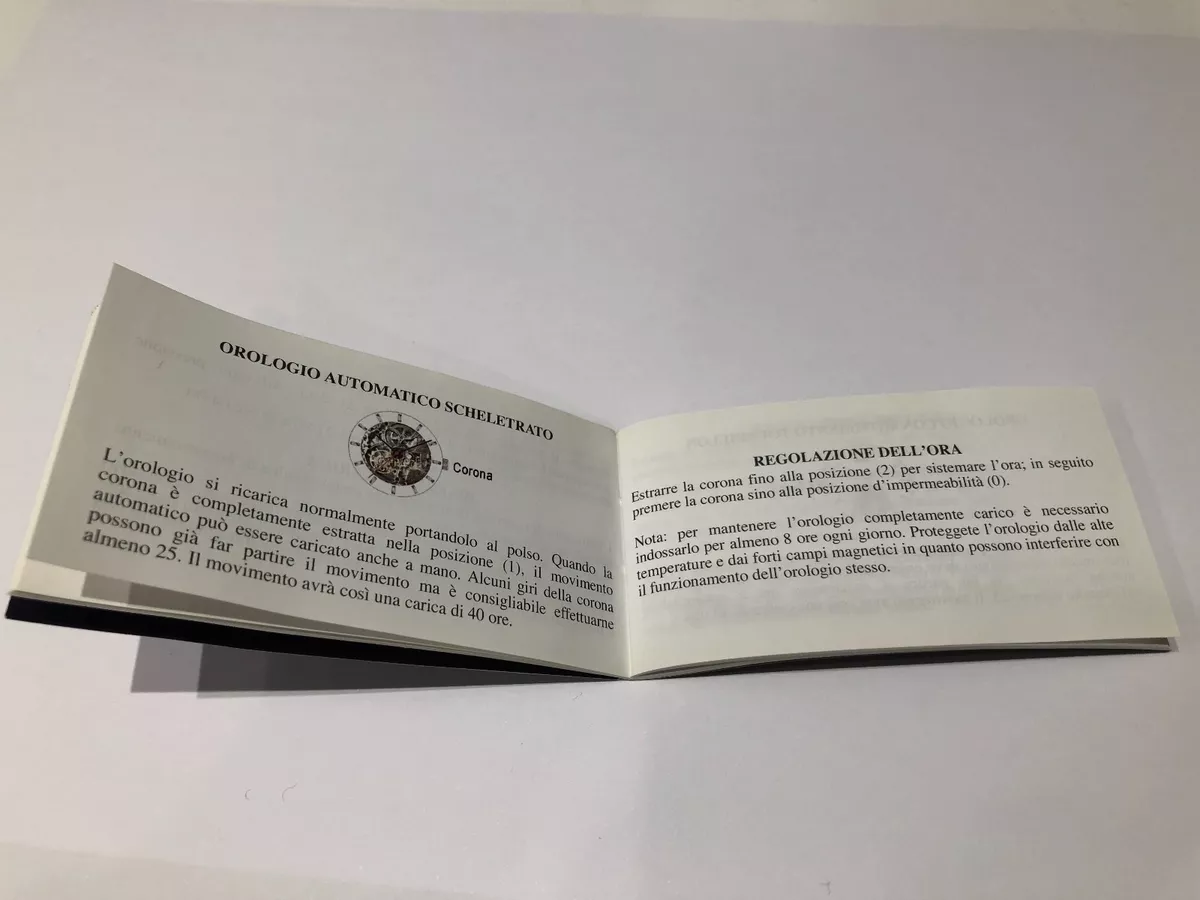 OROLOGIO AUTOMATICO SCHELETRATO
Corona
L'orologio si ricarica normalmente portandolo al polso. Quando la
corona è completamente estratta nella posizione (1), il movimento
automatico può essere caricato anche a mano. Alcuni giri della corona
possono già far partire il movimento ma è consigliabile effettuarne
almeno 25. Il movimento avrà così una carica di 40 ore.
REGOLAZIONE DELL'ORA
Estrarre la corona fino alla posizione (2) per sistemare l'ora; in seguito
premere la corona sino alla posizione d'impermeabilità (0).
Nota: per mantenere l'orologio completamente carico è necessario
indossarlo per almeno 8 ore ogni giorno. Proteggete l'orologio dalle alte
temperature e dai forti campi magnetici in quanto possono interferire con
il funzionamento dell'orologio stesso.